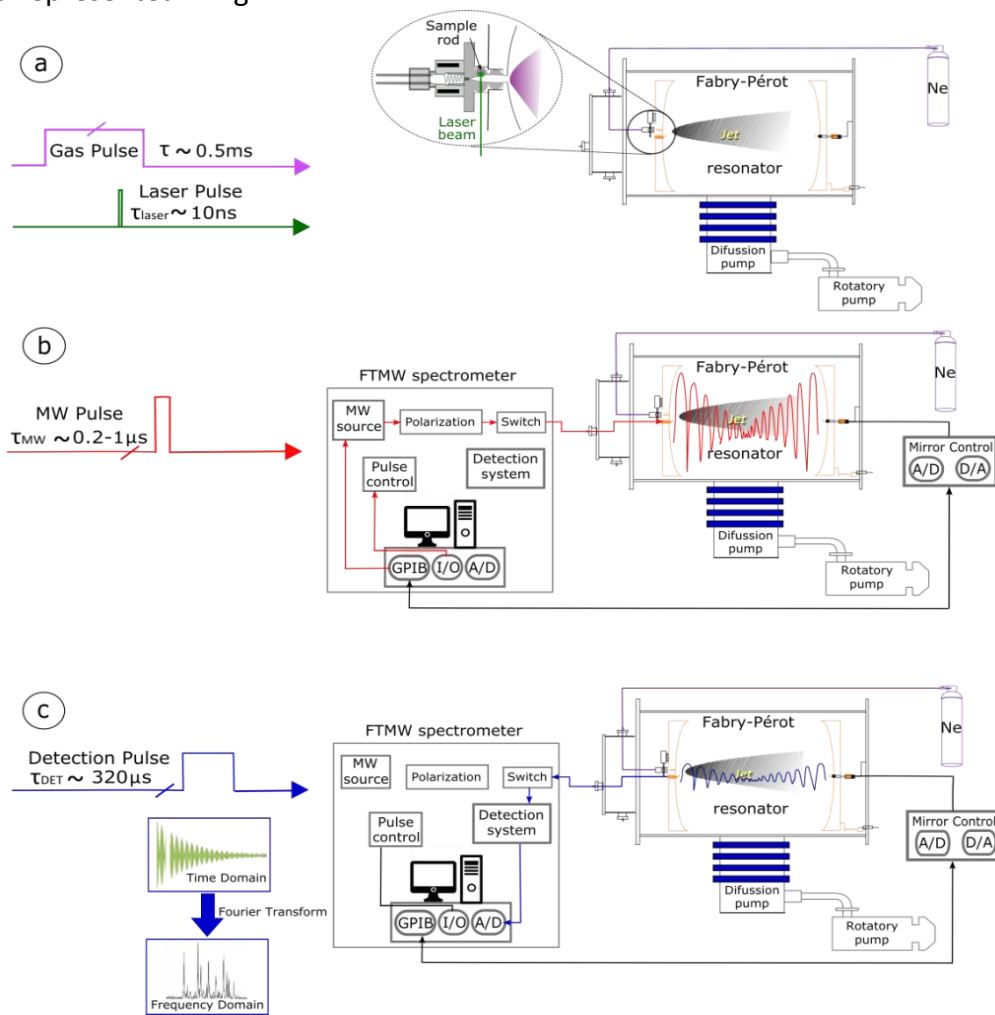 a
Gas Pulse
τ ~ 0.5ms
Laser Pulse
τlaser ~ 10ns
Sample
rod
Laser
beam
Fabry-Pérot
Jet
resonator
Ne
Difussion
pump
Rotatory
pump
b
MW Pulse
τMW ~0.2-1µs
FTMW spectrometer
MW
source
Polarization
Switch
Pulse
control
Detection
system
GPIB
I/O
A/D
Fabry-Pérot
Jet
resonator
Ne
Mirror Control
A/D
D/A
Difussion
pump
Rotatory
pump
c
Detection Pulse
τDET ~ 320µs
Time Domain
Fourier Transform
Frequency Domain
FTMW spectrometer
MW
source
Polarization
Switch
Pulse
control
Detection
system
GPIB
I/O
A/D
Fabry-Pérot
Jet
resonator
Ne
Mirror Control
A/D
D/A
Difussion
pump
Rotatory
pump